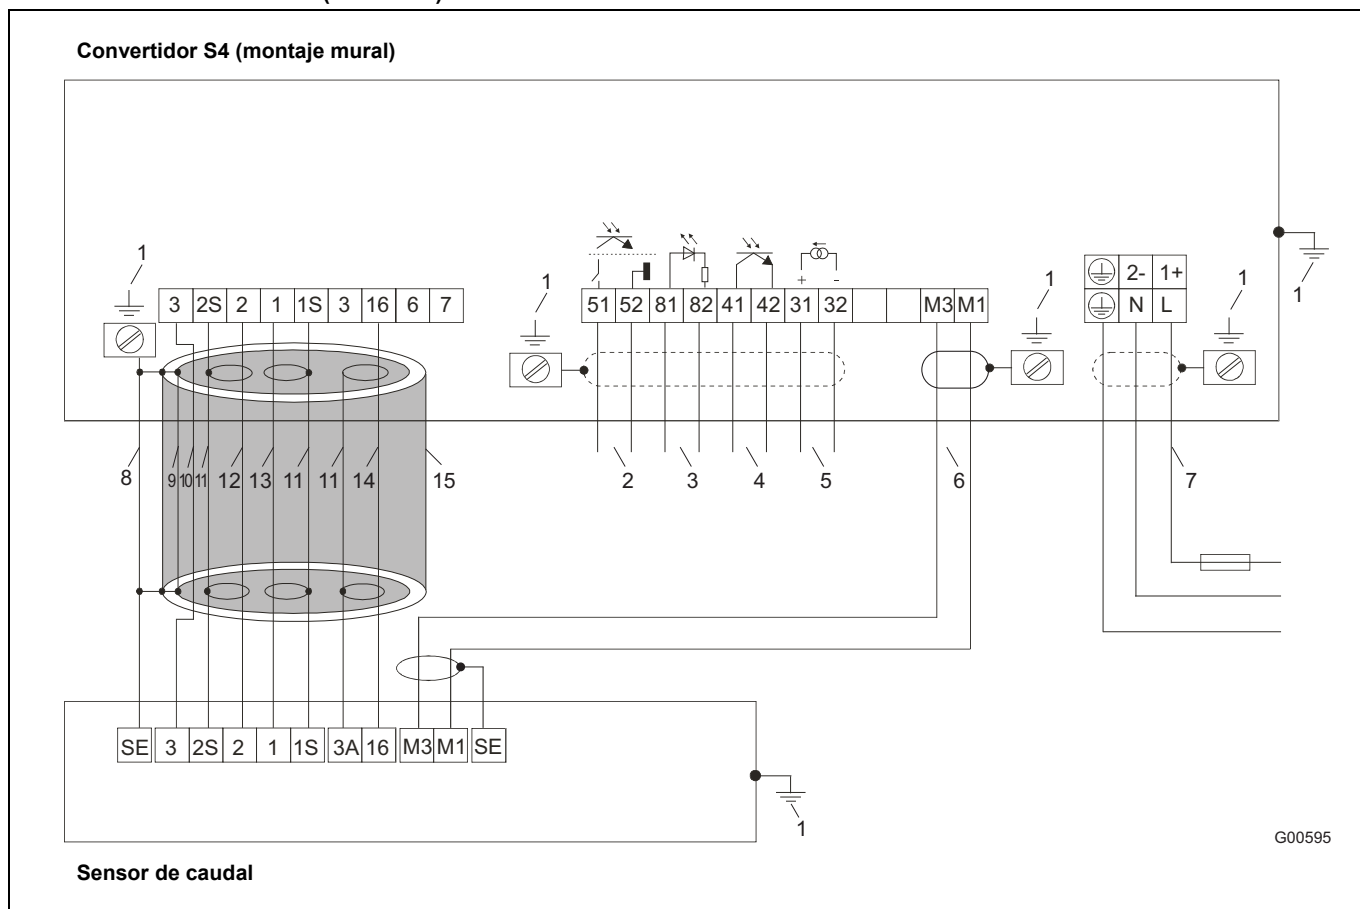 Convertidor S4 (montaje mural)
1 1 1 1 1
3 2S 2 1 1S 3 16 6 7
51 52 81 82 41 42 31 32 M3 M1
+ -
2- 1+
N L
8 9 10 11 12 13 11 11 14 15 2 3 4 5 6 7
SE 3 2S 2 1 1S 3A 16 M3 M1 SE
1
G00595
Sensor de caudal